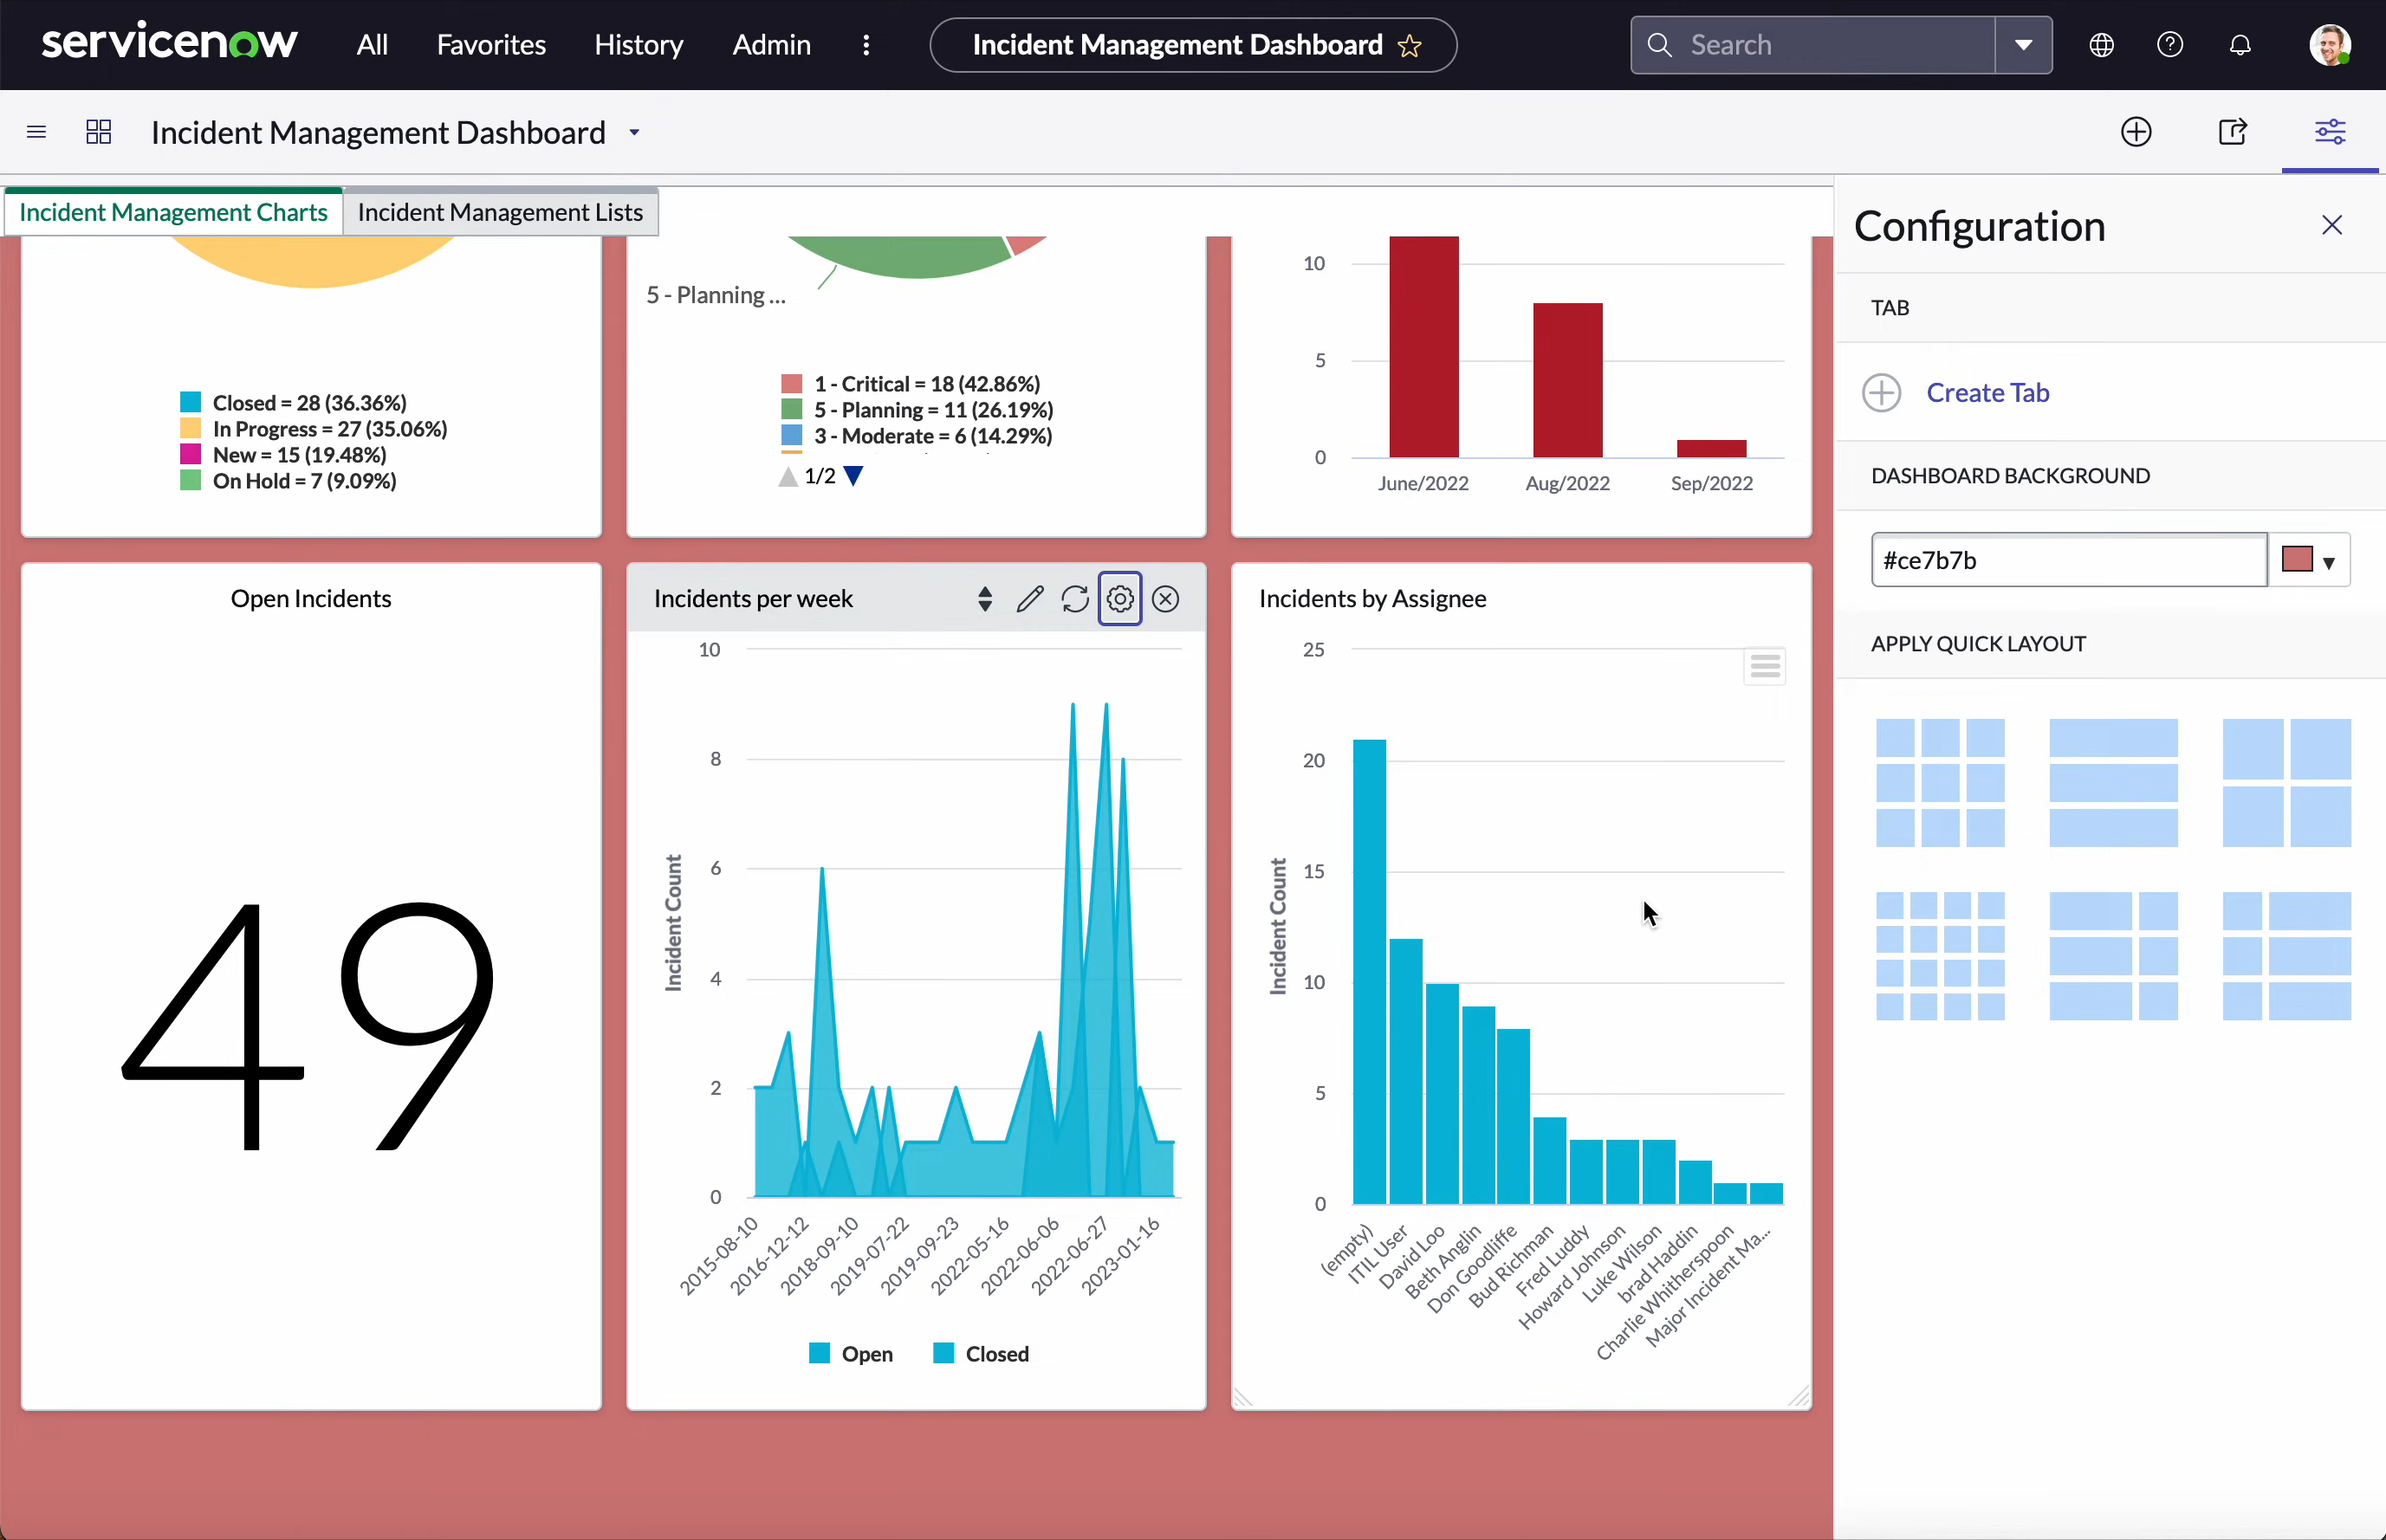 servicenow
All
Favorites
History
Admin
Incident Management Dashboard
Search
Incident Management Dashboard
Incident Management Charts
Incident Management Lists
Closed = 28 (36.36%)
In Progress = 27 (35.06%)
New = 15 (19.48%)
On Hold = 7 (9.09%)
5 - Planning ...
1 - Critical = 18 (42.86%)
5 - Planning = 11 (26.19%)
3 - Moderate = 6 (14.29%)
1/2
10
5
0
June/2022
Aug/2022
Sep/2022
Open Incidents
49
Incidents per week
10
8
6
4
2
0
Incident Count
2015-08-10
2016-12-12
2018-09-10
2019-07-22
2019-09-23
2022-05-16
2022-06-06
2022-06-27
2023-01-16
Open
Closed
Incidents by Assignee
25
20
15
10
5
0
Incident Count
(empty)
ITIL User
David Loo
Beth Anglin
Don Goodliffe
Bud Richman
Fred Luddy
Howard Johnson
Luke Wilson
brad Haddin
Charlie Whitherspoon
Major Incident Ma...
Configuration
TAB
Create Tab
DASHBOARD BACKGROUND
#ce7b7b
APPLY QUICK LAYOUT